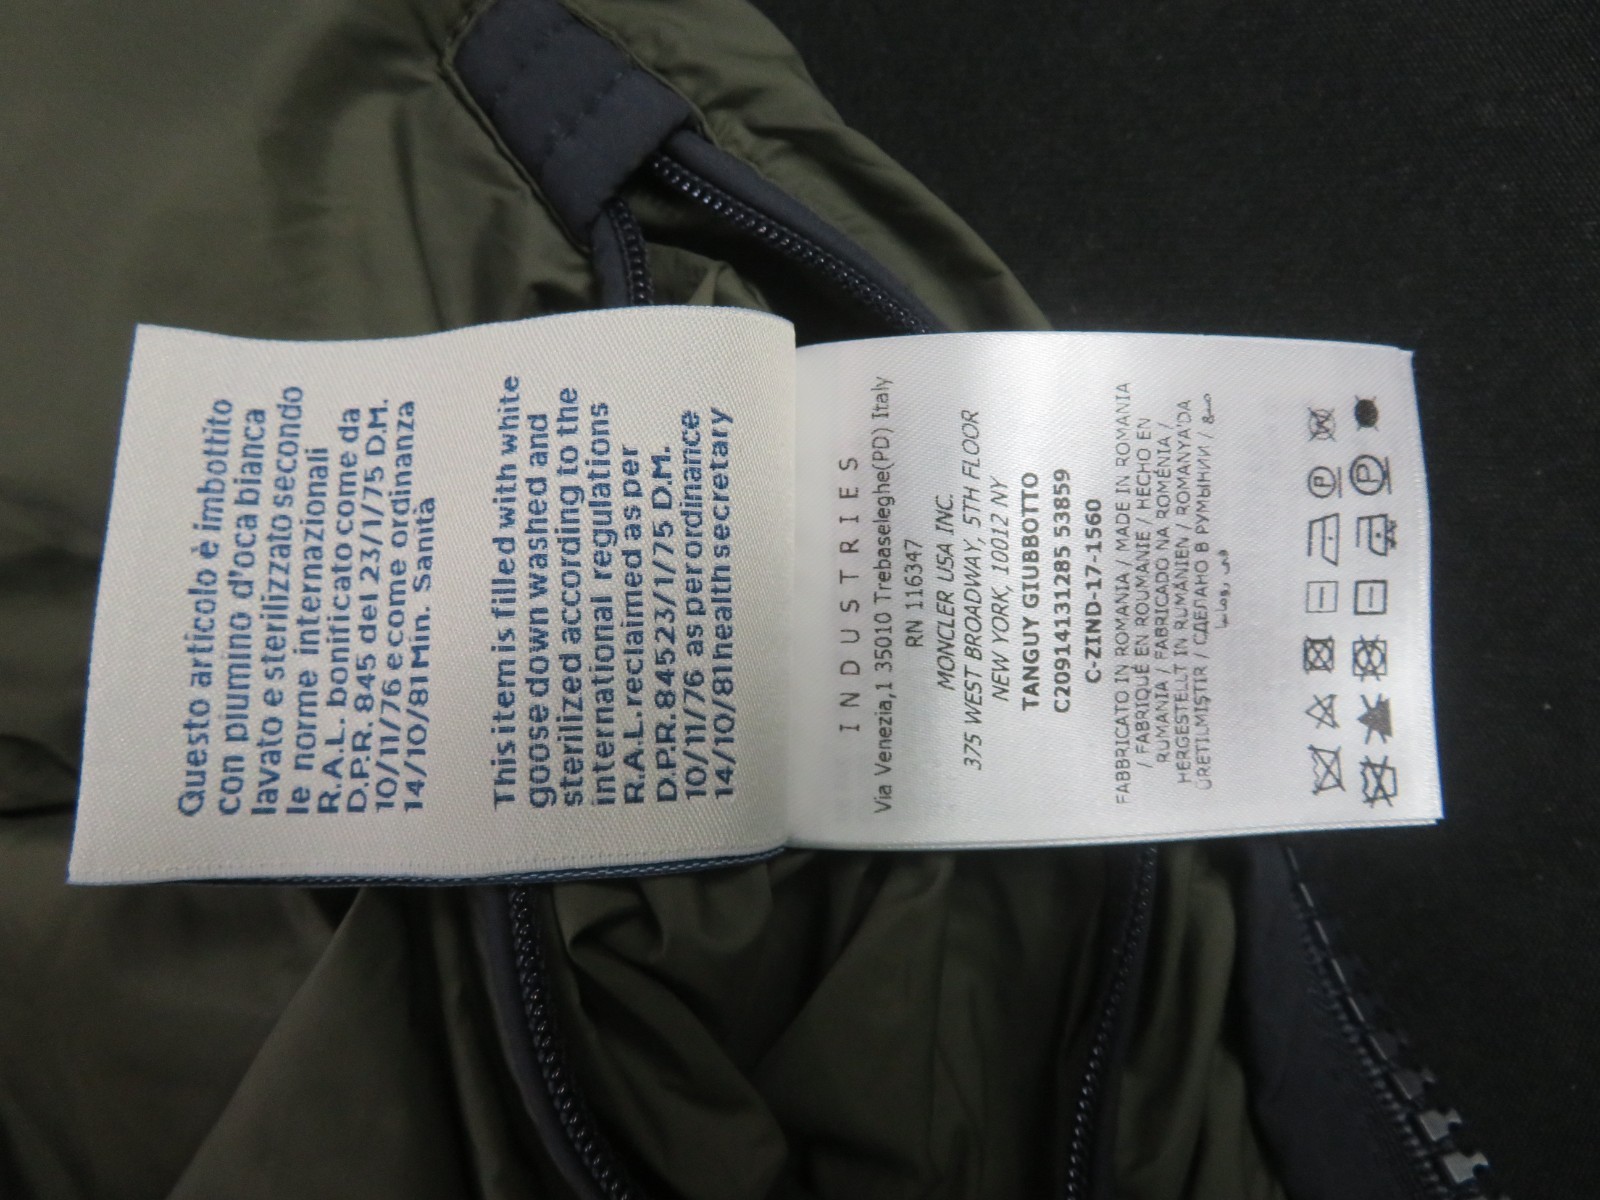 Questo articolo è imbottito
con piumino d'oca bianca
lavato e sterilizzato secondo
le norme internazionali
R.A.L. bonificato come da
D.P.R. 845 del 23/1/75 D.M.
10/11/76 e come ordinanza
14/10/81 Min. Sanità
This item is filled with white
goose down washed and
sterilized according to the
international regulations
R.A.L. reclaimed as per
D.P.R. 845 23/1/75 D.M.
10/11/76 as per ordinance
14/10/81 health secretary
INDUSTRIES
Via Venezia,1 35010 Trebaseleghe(PD) Italy
RN 116347
MONCLER USA INC.
375 WEST BROADWAY, 5TH FLOOR
NEW YORK, 10012 NY
TANGUY GIUBBOTTO
C20914131285 53859
C-ZIND-17-1560
FABBRICATO IN ROMANIA / MADE IN ROMANIA
/ FABRIQUÉ EN ROUMANIE / HECHO EN
RUMANIA / FABRICADO NA ROMÉNIA /
HERGESTELLT IN RUMÄNIEN / ROMANYA'DA
ÜRETILMIŞTIR / СДЕЛАНО В РУМЫНИИ / صنع
في رومانيا